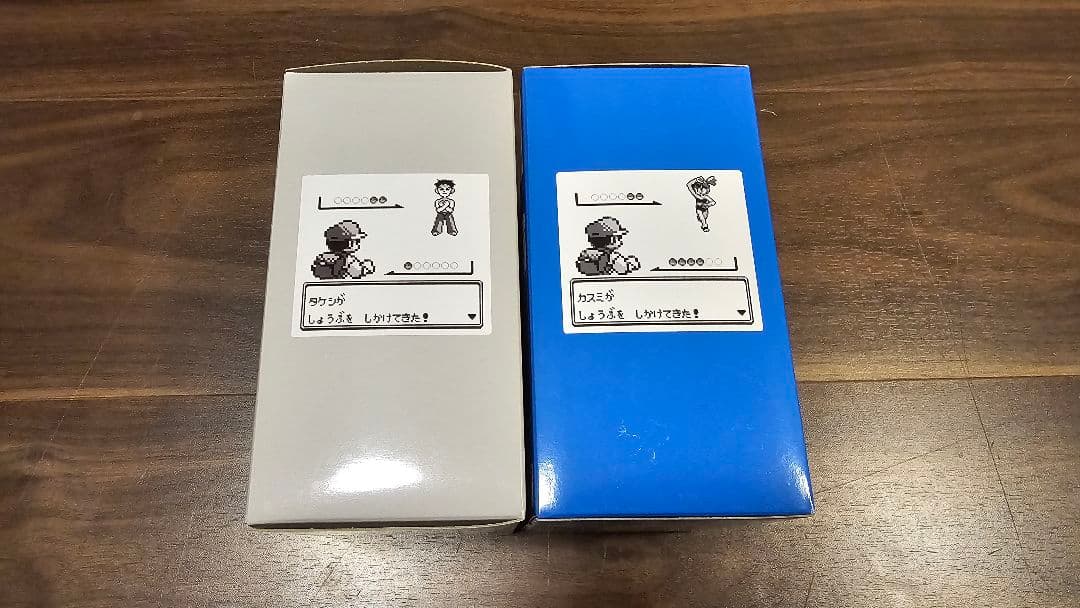 タケシが
しょうぶを しかけてきた!
カスミが
しょうぶを しかけてきた!